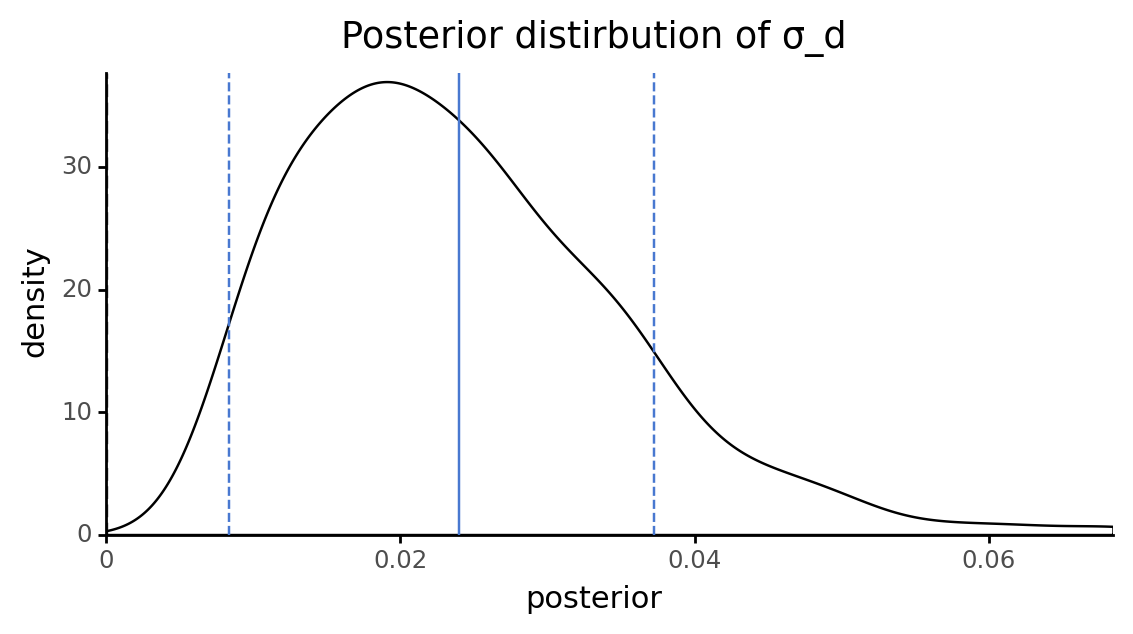 Posterior distirbution of σ_d
density
30
20
10
0
0 0.02 0.04 0.06
posterior